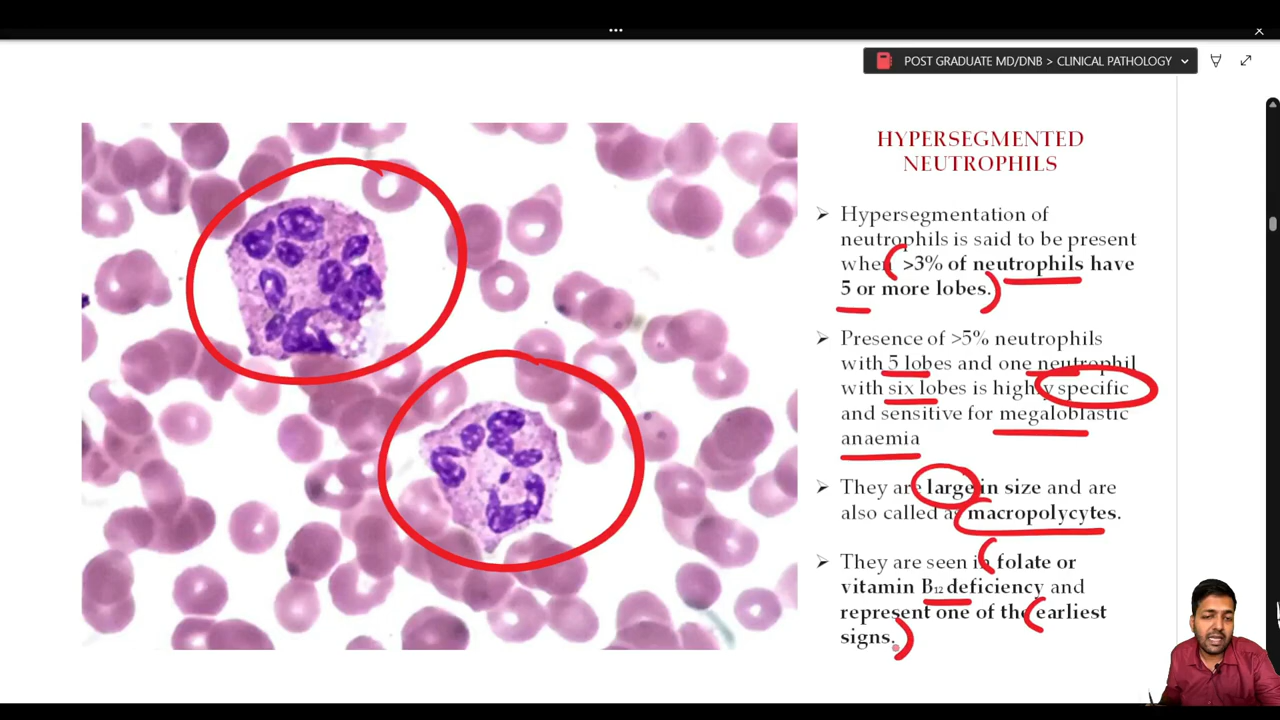 POST GRADUATE MD/DNB > CLINICAL PATHOLOGY
HYPERSEGMENTED
NEUTROPHILS
➢ Hypersegmentation of
neutrophils is said to be present
when >3% of neutrophils have
5 or more lobes.
➢ Presence of >5% neutrophils
with 5 lobes and one neutrophil
with six lobes is highly specific
and sensitive for megaloblastic
anaemia
➢ They are large in size and are
also called as macropolycytes.
➢ They are seen in folate or
vitamin B₁₂ deficiency and
represent one of the earliest
signs.